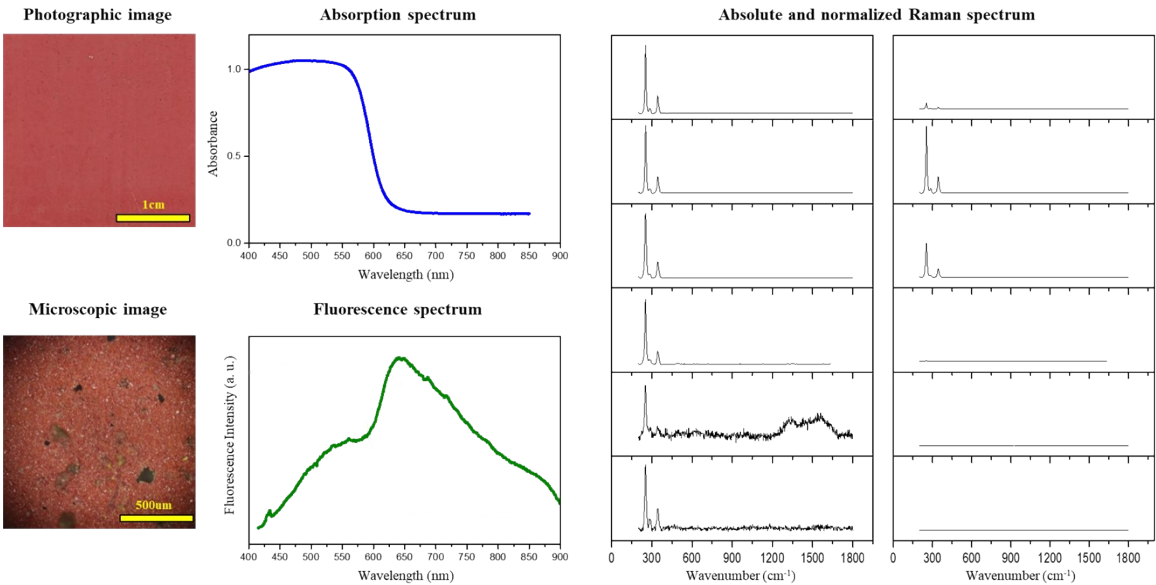 Photographic image
Absorption spectrum
Absolute and normalized Raman spectrum
1cm
Absorbance
1.0
0.5
0.0
400 450 500 550 600 650 700 750 800 850 900
Wavelength (nm)
Microscopic image
Fluorescence spectrum
500um
Fluorescence Intensity (a. u.)
400 450 500 550 600 650 700 750 800 850 900
Wavelength (nm)
0 300 600 900 1200 1500 1800
Wavenumber (cm-1)
0 300 600 900 1200 1500 1800
Wavenumber (cm-1)